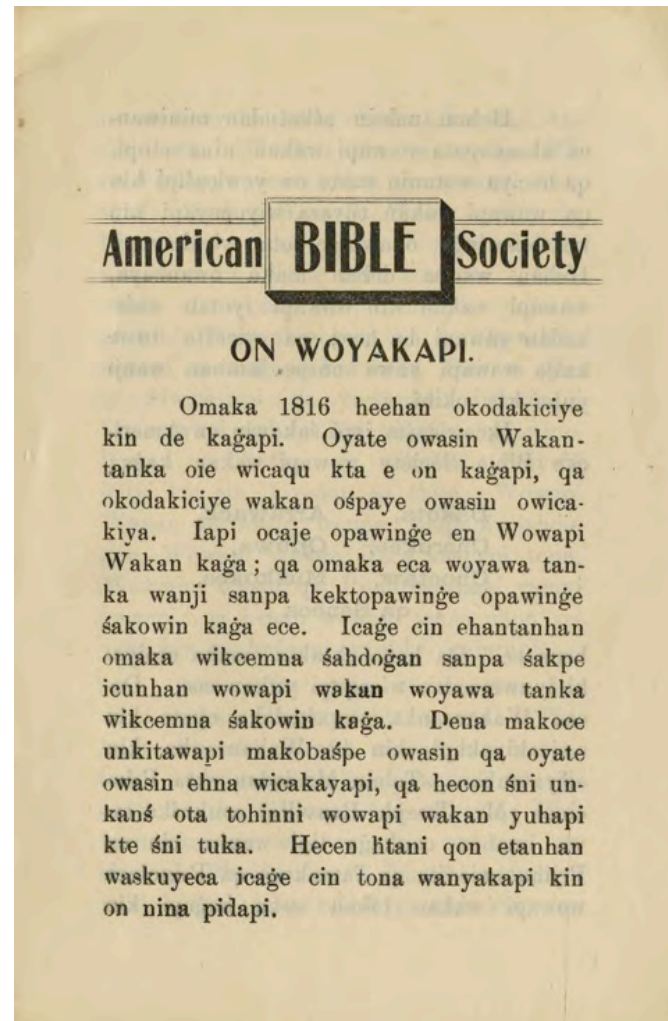 American BIBLE Society
ON WOYAKAPI.
Omaka 1816 heehan okodakiciye
kin de kaġapi. Oyate owasin Wakan-
tanka oie wicaqu kta e on kaġapi, qa
okodakiciye wakan ośpaye owasin owica-
kiya. Iapi ocaje opawinġe en Wowapi
Wakan kaġa ; qa omaka eca woyawa tan-
ka wanji sanpa kektopawinġe opawinġe
śakowin kaġa ece. Icaġe cin ehantanhan
omaka wikcemna śahdoġan sanpa śakpe
icunhan wowapi wakan woyawa tanka
wikcemna śakowin kaġa. Dena makoce
unkitawapi makobaśpe owasin qa oyate
owasin ehna wicakayapi, qa hecon śni un-
kanś ota tohinni wowapi wakan yuhapi
kte śni tuka. Hecen ḣtani qon etanhan
waskuyeca icaġe cin tona wanyakapi kin
on nina pidapi.